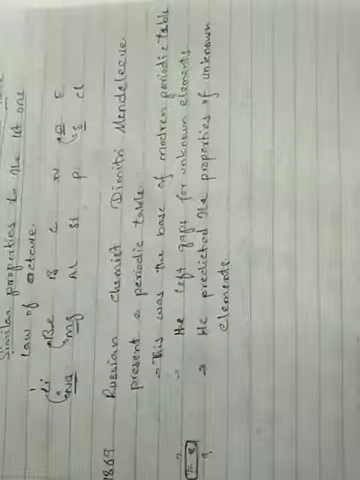 Similar properties to the 1st one
law of octave.
Li Be B C N O F
Na Mg Al Si P S Cl
1869 Russian chemist Dimitri Mendeleeve
present a periodic table.
→ This was the base of modren periodic table
→ He left gaps for unknown elements
→ He predicted the properties of unknown
elements.